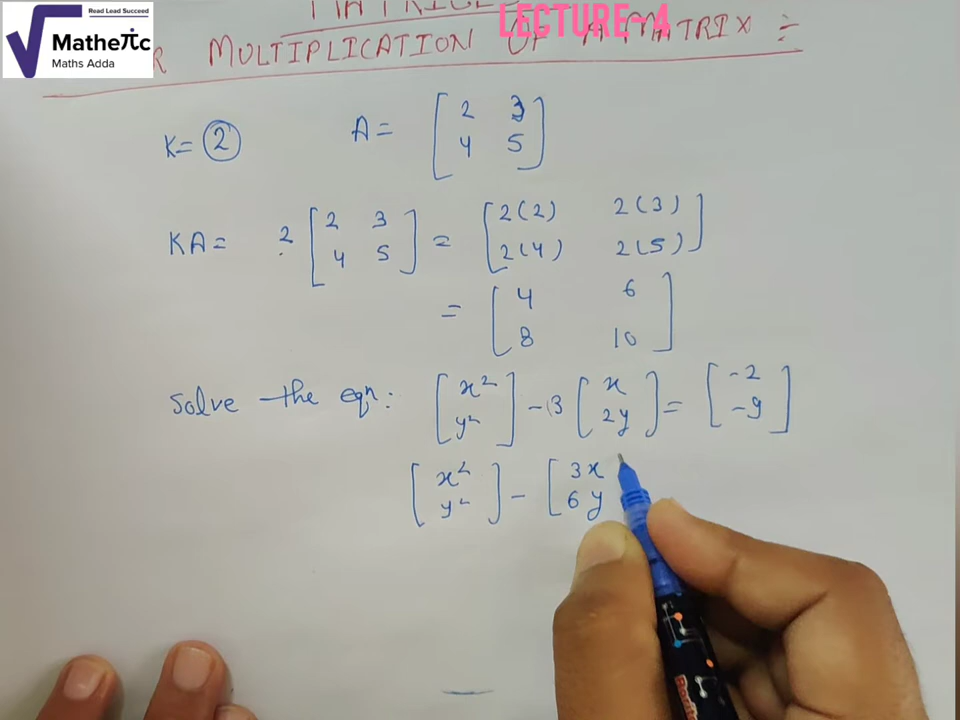 MATRICES
LECTURE-4
Read Lead Succeed
MatheπC
Maths Adda
R MULTIPLICATION OF A MATRIX :-
K= 2 A= [ 2 3
4 5 ]
KA= 2 [ 2 3 ] = [ 2(2) 2(3) ]
4 5 2(4) 2(5)
= [ 4 6 ]
8 10
Solve the eqn: [ x² ] -3 [ x ] = [ -2 ]
y² 2y -9
[ x² ] - [ 3x
y² 6y